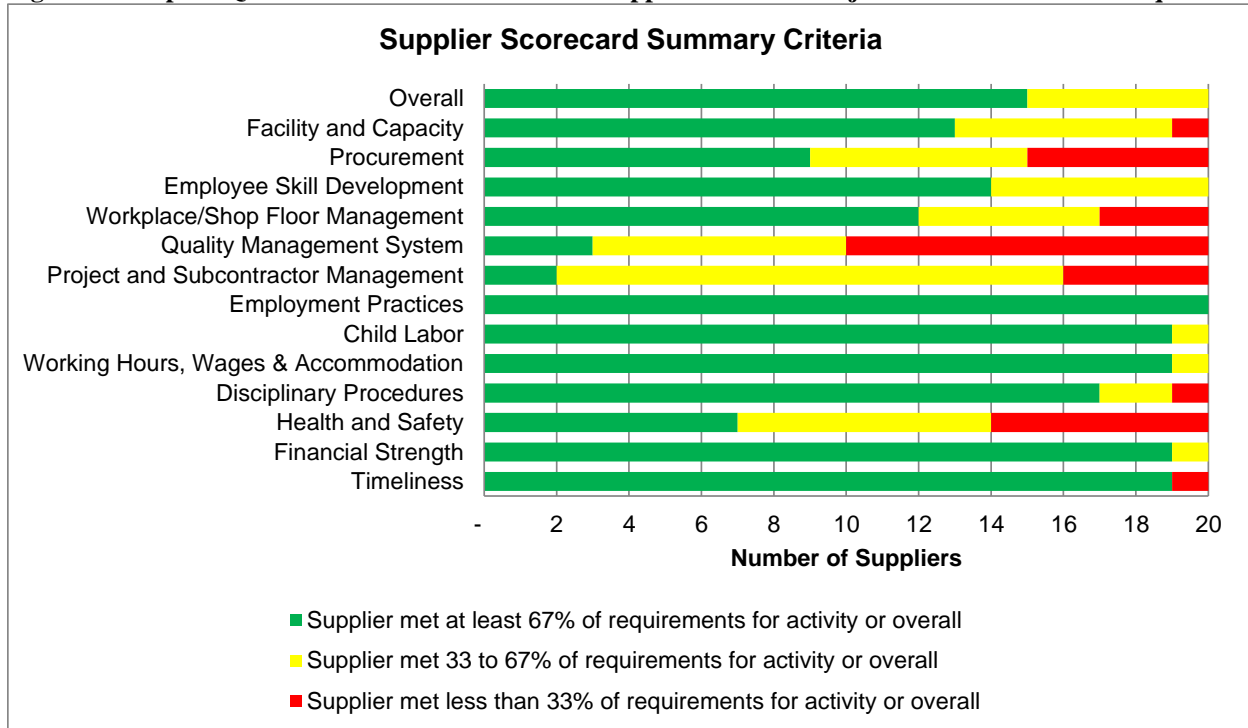 Supplier Scorecard Summary Criteria
Overall
Facility and Capacity
Procurement
Employee Skill Development
Workplace/Shop Floor Management
Quality Management System
Project and Subcontractor Management
Employment Practices
Child Labor
Working Hours, Wages & Accommodation
Disciplinary Procedures
Health and Safety
Financial Strength
Timeliness
- 2 4 6 8 10 12 14 16 18 20
Number of Suppliers
Supplier met at least 67% of requirements for activity or overall
Supplier met 33 to 67% of requirements for activity or overall
Supplier met less than 33% of requirements for activity or overall